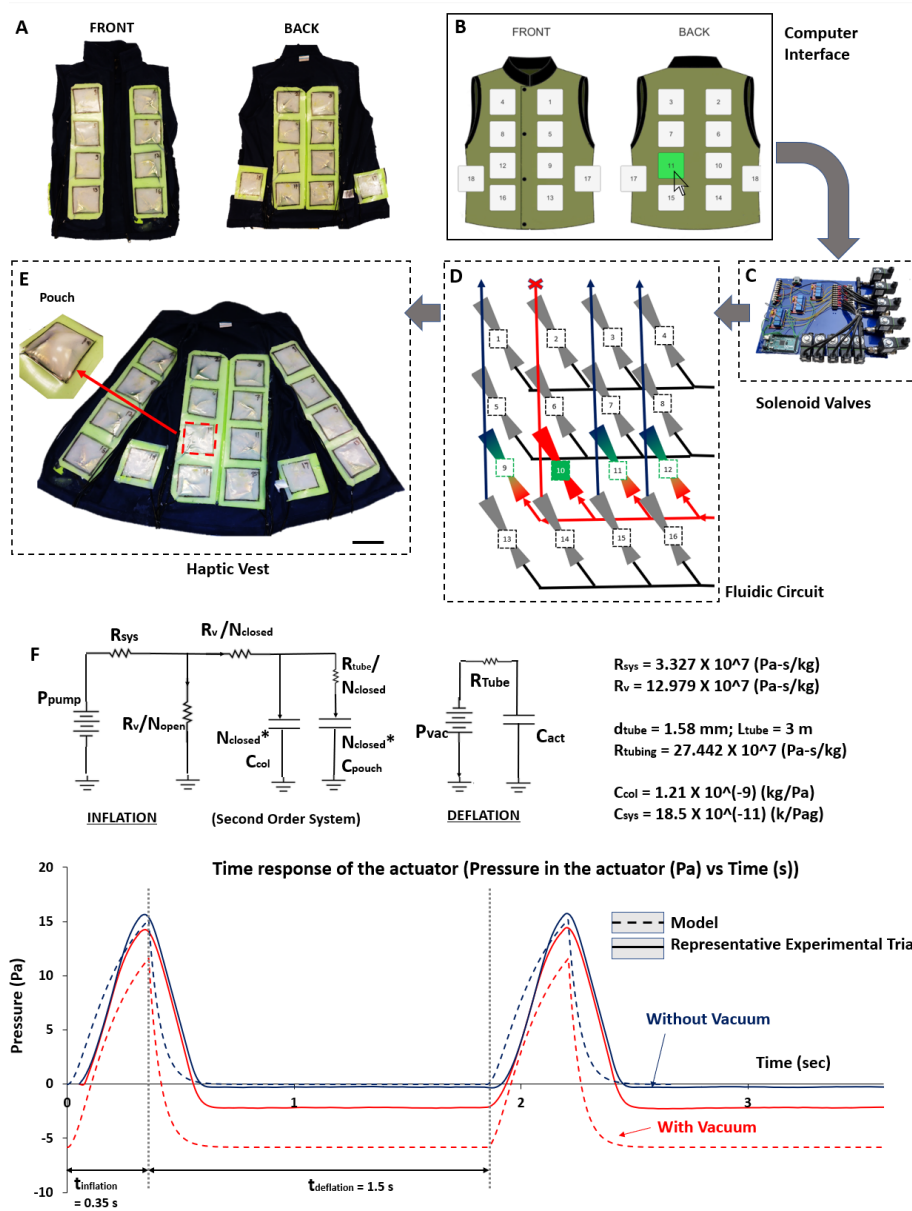 A
FRONT
BACK
B
FRONT
BACK
Computer
Interface
4
1
3
2
8
5
7
6
12
9
11
10
18
17
17
18
16
13
15
14
E
Pouch
Haptic Vest
D
1
2
3
4
5
6
7
8
9
10
11
12
13
14
15
16
Fluidic Circuit
C
Solenoid Valves
F
Rsys
Rv/Nclosed
Rtube/
Nclosed
Ppump
Rv/Nopen
Nclosed*
Ccol
Nclosed*
Cpouch
INFLATION
(Second Order System)
RTube
Pvac
Cact
DEFLATION
Rsys = 3.327 X 10^7 (Pa-s/kg)
Rv = 12.979 X 10^7 (Pa-s/kg)
dtube = 1.58 mm; Ltube = 3 m
Rtubing = 27.442 X 10^7 (Pa-s/kg)
Ccol = 1.21 X 10^(-9) (kg/Pa)
Csys = 18.5 X 10^(-11) (k/Pag)
Time response of the actuator (Pressure in the actuator (Pa) vs Time (s))
Pressure (Pa)
20
15
10
5
0
-5
-10
0
1
2
3
Model
Representative Experimental Tria
Without Vacuum
Time (sec)
With Vacuum
tinflation
= 0.35 s
tdeflation = 1.5 s